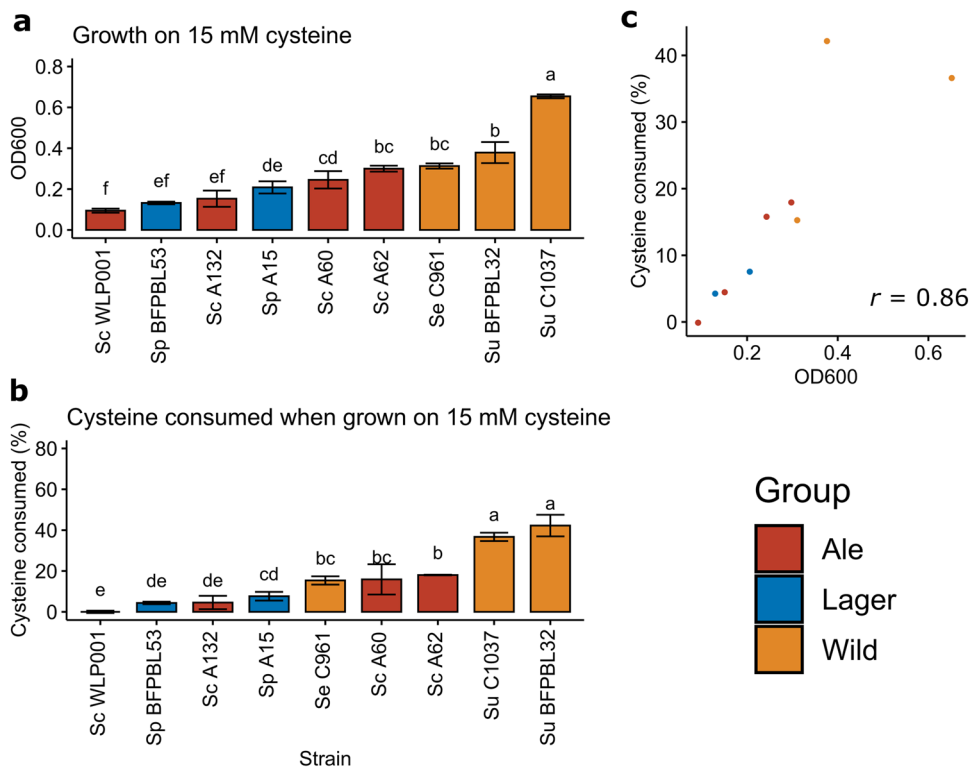 a
Growth on 15 mM cysteine
OD600
0.8
0.6
0.4
0.2
0.0
f
ef
ef
de
cd
bc
bc
b
a
Sc WLP001
Sp BFPBL53
Sc A132
Sp A15
Sc A60
Sc A62
Se C961
Su BFPBL32
Su C1037
b
Cysteine consumed when grown on 15 mM cysteine
Cysteine consumed (%)
80
60
40
20
0
e
de
de
cd
bc
bc
b
a
a
Sc WLP001
Sp BFPBL53
Sc A132
Sp A15
Se C961
Sc A60
Sc A62
Su C1037
Su BFPBL32
Strain
c
Cysteine consumed (%)
40
30
20
10
0
r = 0.86
0.2
0.4
0.6
OD600
Group
Ale
Lager
Wild